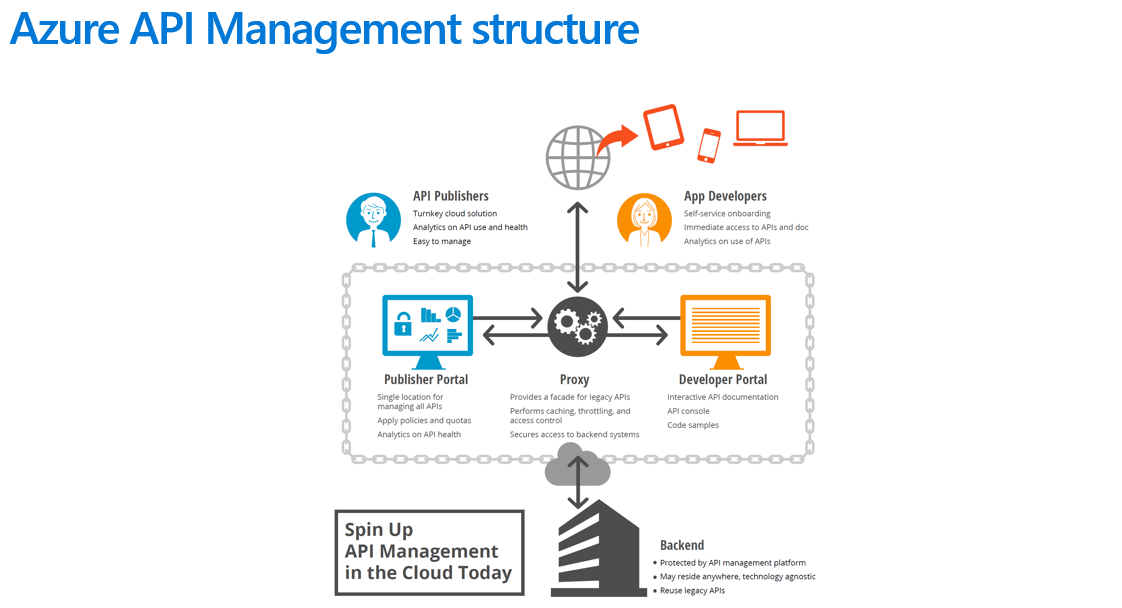 Azure API Management structure
API Publishers
Turnkey cloud solution
Analytics on API use and health
Easy to manage
App Developers
Self-service onboarding
Immediate access to APIs and doc
Analytics on use of APIs
Publisher Portal
Single location for
managing all APIs
Apply policies and quotas
Analytics on API health
Proxy
Provides a facade for legacy APIs
Performs caching, throttling, and
access control
Secures access to backend systems
Developer Portal
Interactive API documentation
API console
Code samples
Spin Up
API Management
in the Cloud Today
Backend
• Protected by API management platform
• May reside anywhere, technology agnostic
• Reuse legacy APIs